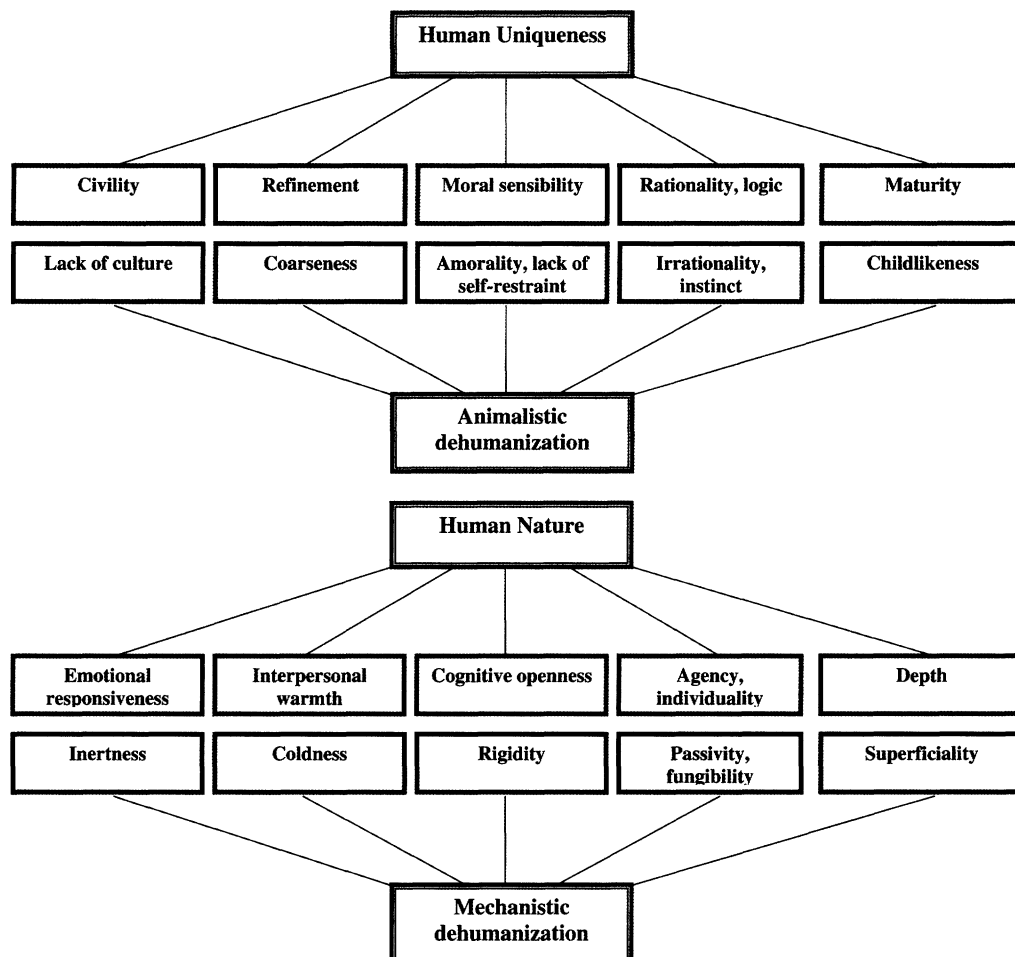 Human Uniqueness
Civility
Refinement
Moral sensibility
Rationality, logic
Maturity
Lack of culture
Coarseness
Amorality, lack of
self-restraint
Irrationality,
instinct
Childlikeness
Animalistic
dehumanization
Human Nature
Emotional
responsiveness
Interpersonal
warmth
Cognitive openness
Agency,
individuality
Depth
Inertness
Coldness
Rigidity
Passivity,
fungibility
Superficiality
Mechanistic
dehumanization